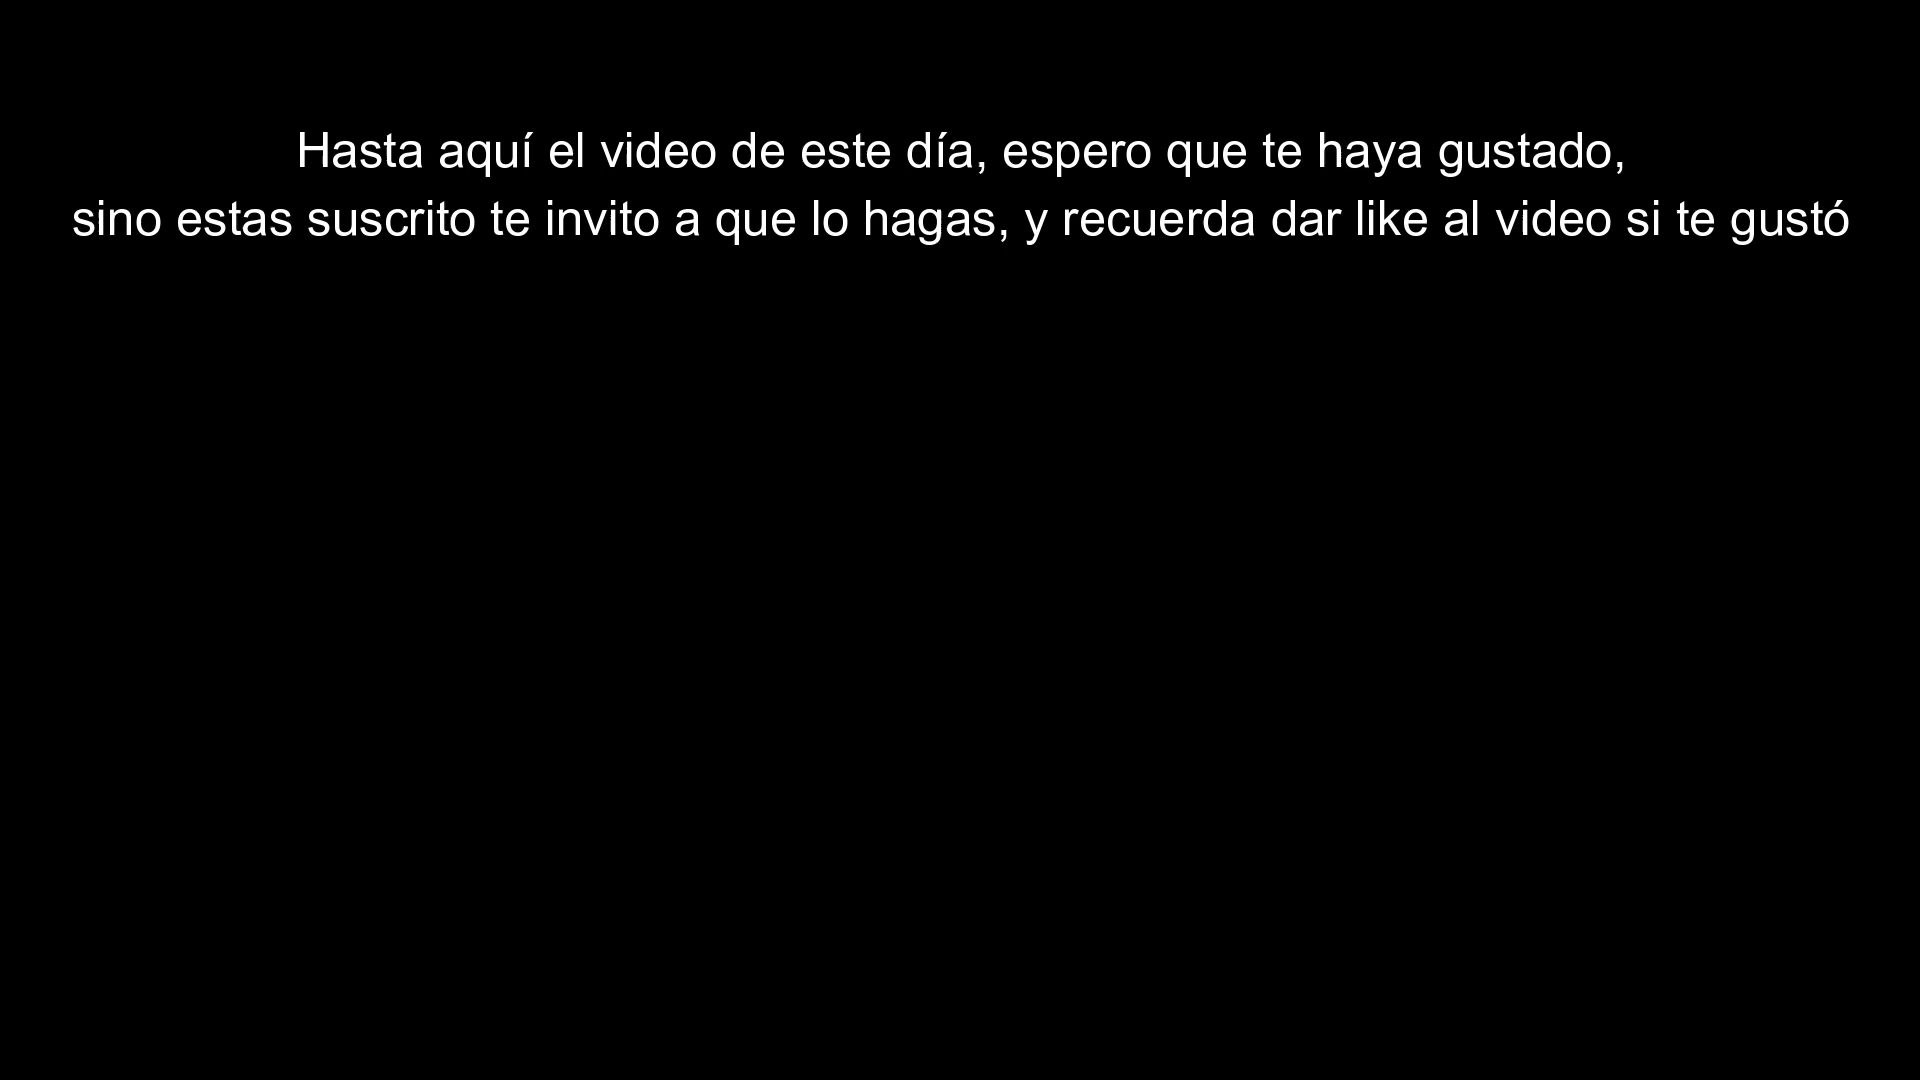 Hasta aquí el video de este día, espero que te haya gustado,
sino estas suscrito te invito a que lo hagas, y recuerda dar like al video si te gustó